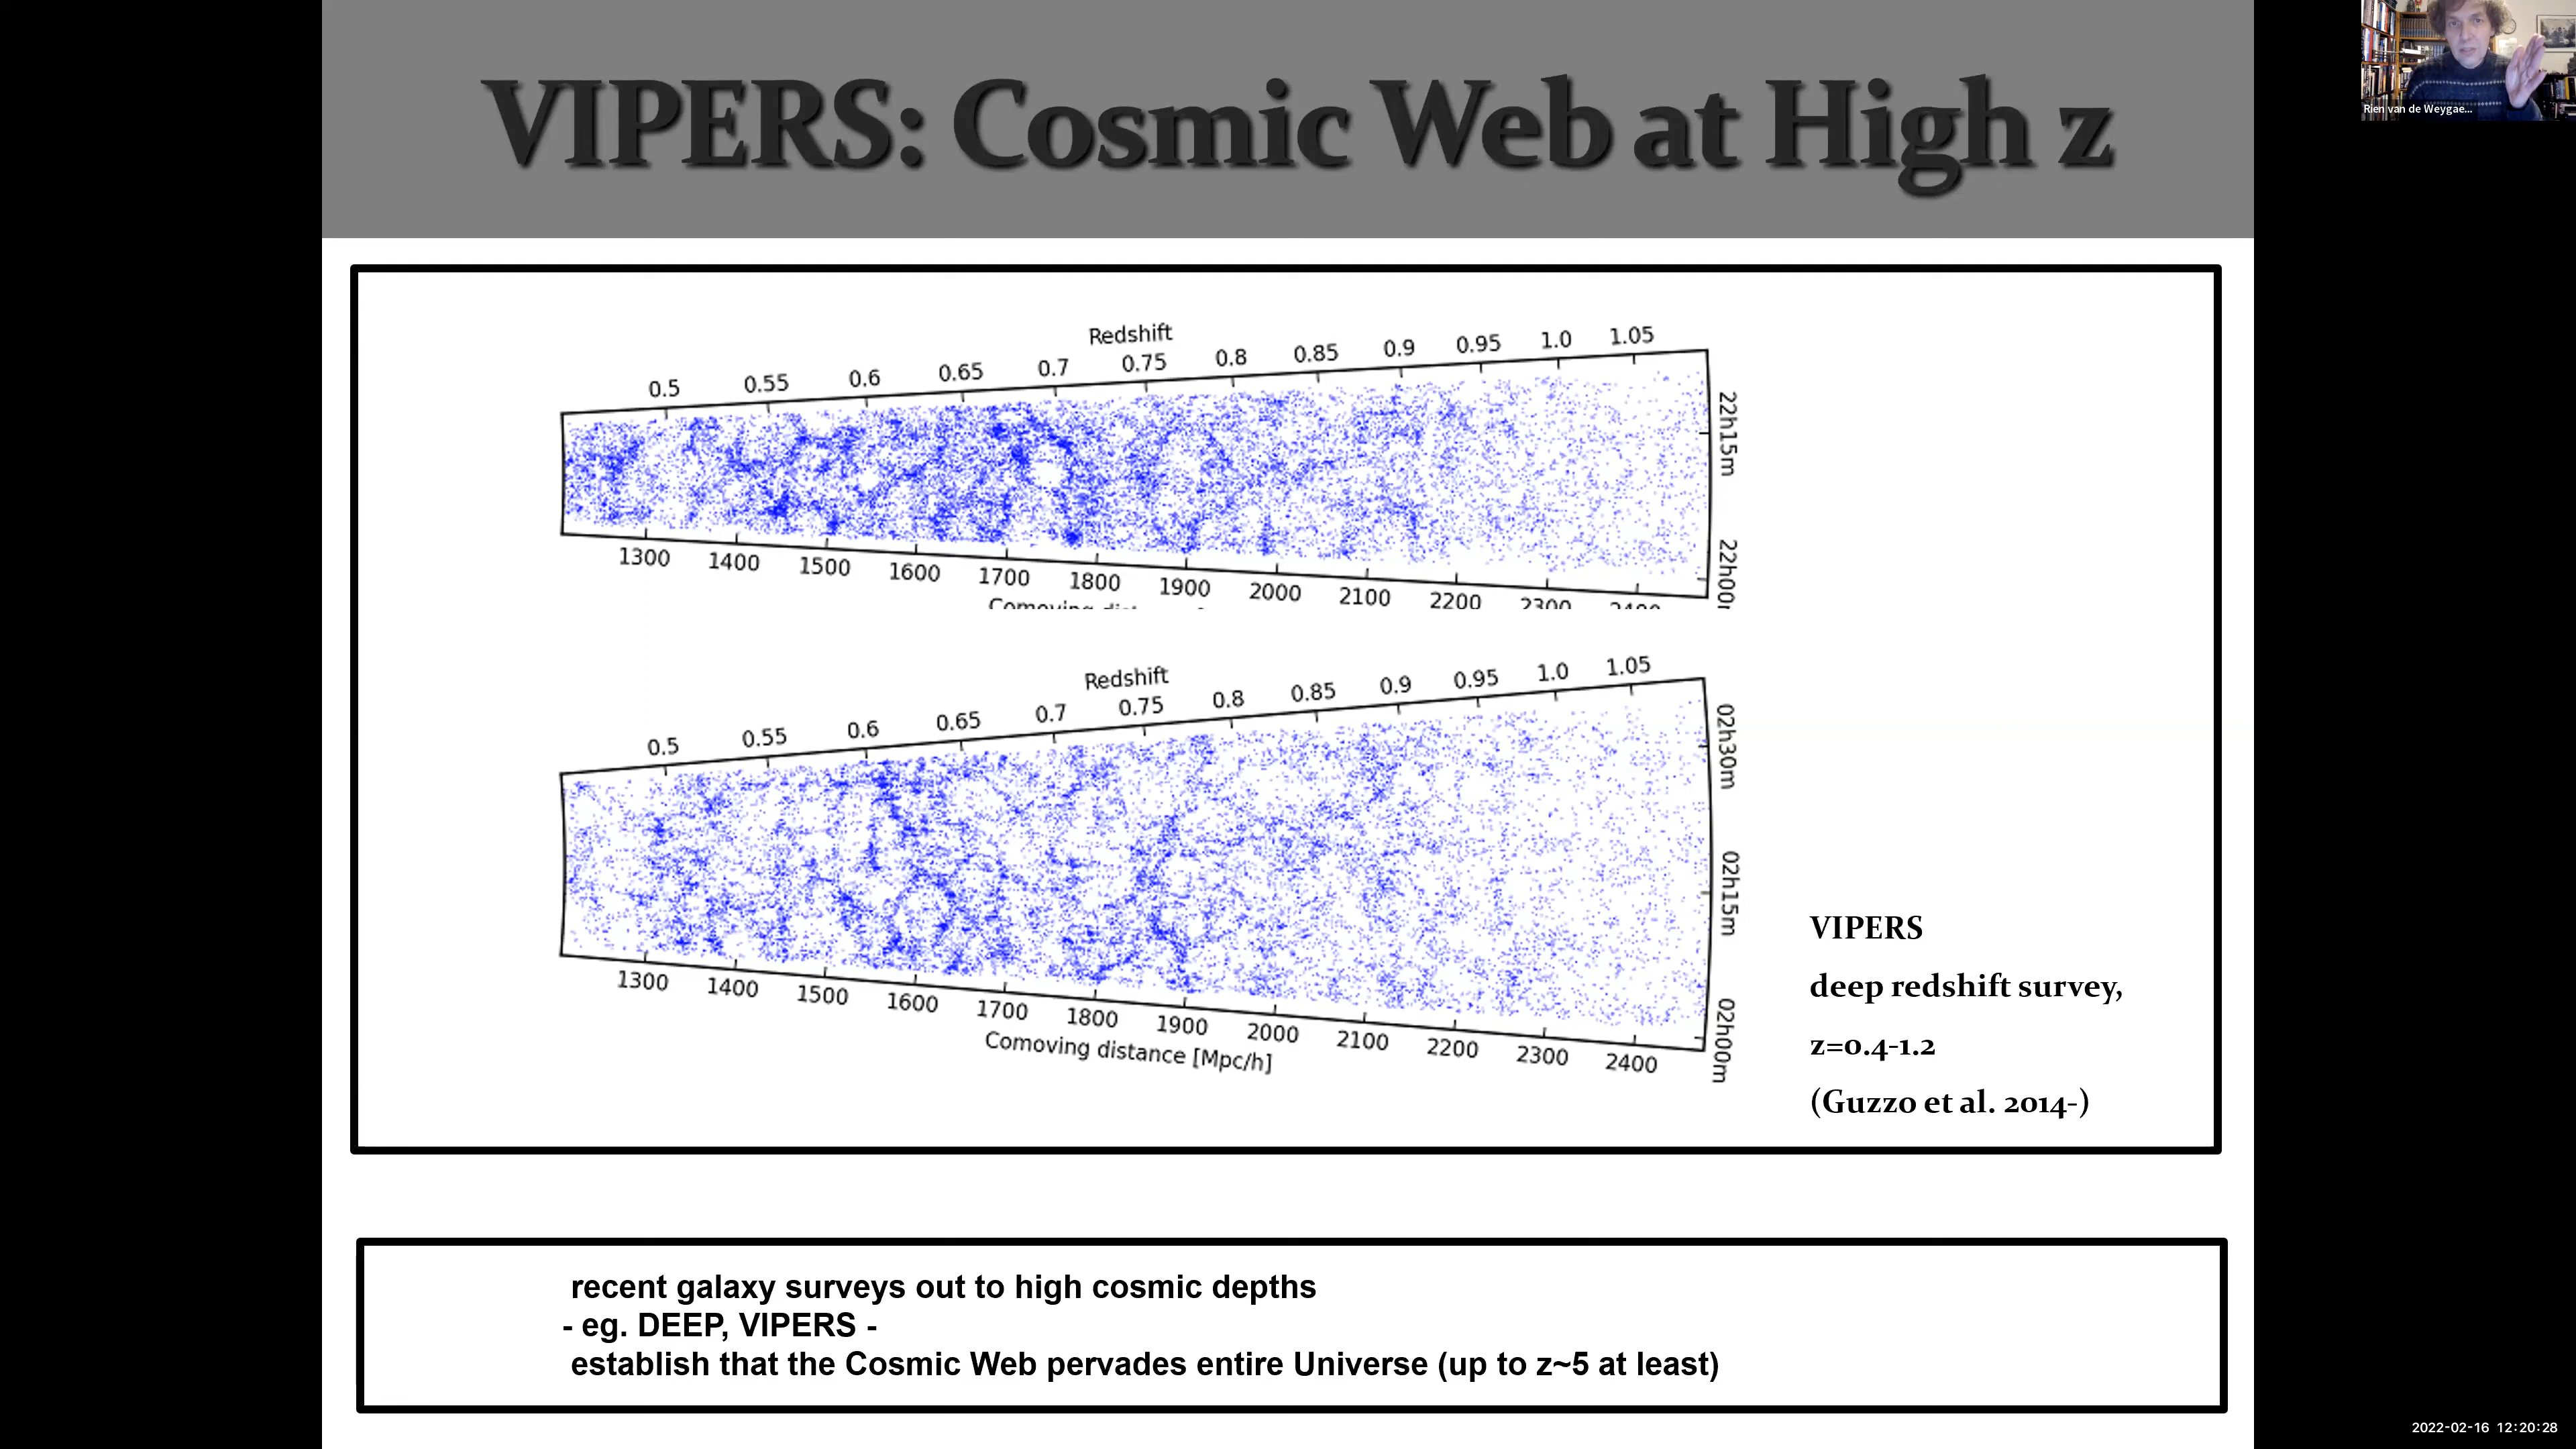 VIPERS: Cosmic Web at High z
Rien van de Weygae...
Redshift
0.5 0.55 0.6 0.65 0.7 0.75 0.8 0.85 0.9 0.95 1.0 1.05
22h15m
22h00m
1300 1400 1500 1600 1700 1800 1900 2000 2100 2200 2300 2400
Redshift
0.5 0.55 0.6 0.65 0.7 0.75 0.8 0.85 0.9 0.95 1.0 1.05
02h30m
02h15m
02h00m
1300 1400 1500 1600 1700 1800 1900 2000 2100 2200 2300 2400
Comoving distance [Mpc/h]
VIPERS
deep redshift survey,
z=0.4-1.2
(Guzzo et al. 2014-)
recent galaxy surveys out to high cosmic depths
- eg. DEEP, VIPERS -
establish that the Cosmic Web pervades entire Universe (up to z~5 at least)
2022-02-16 12:20:28